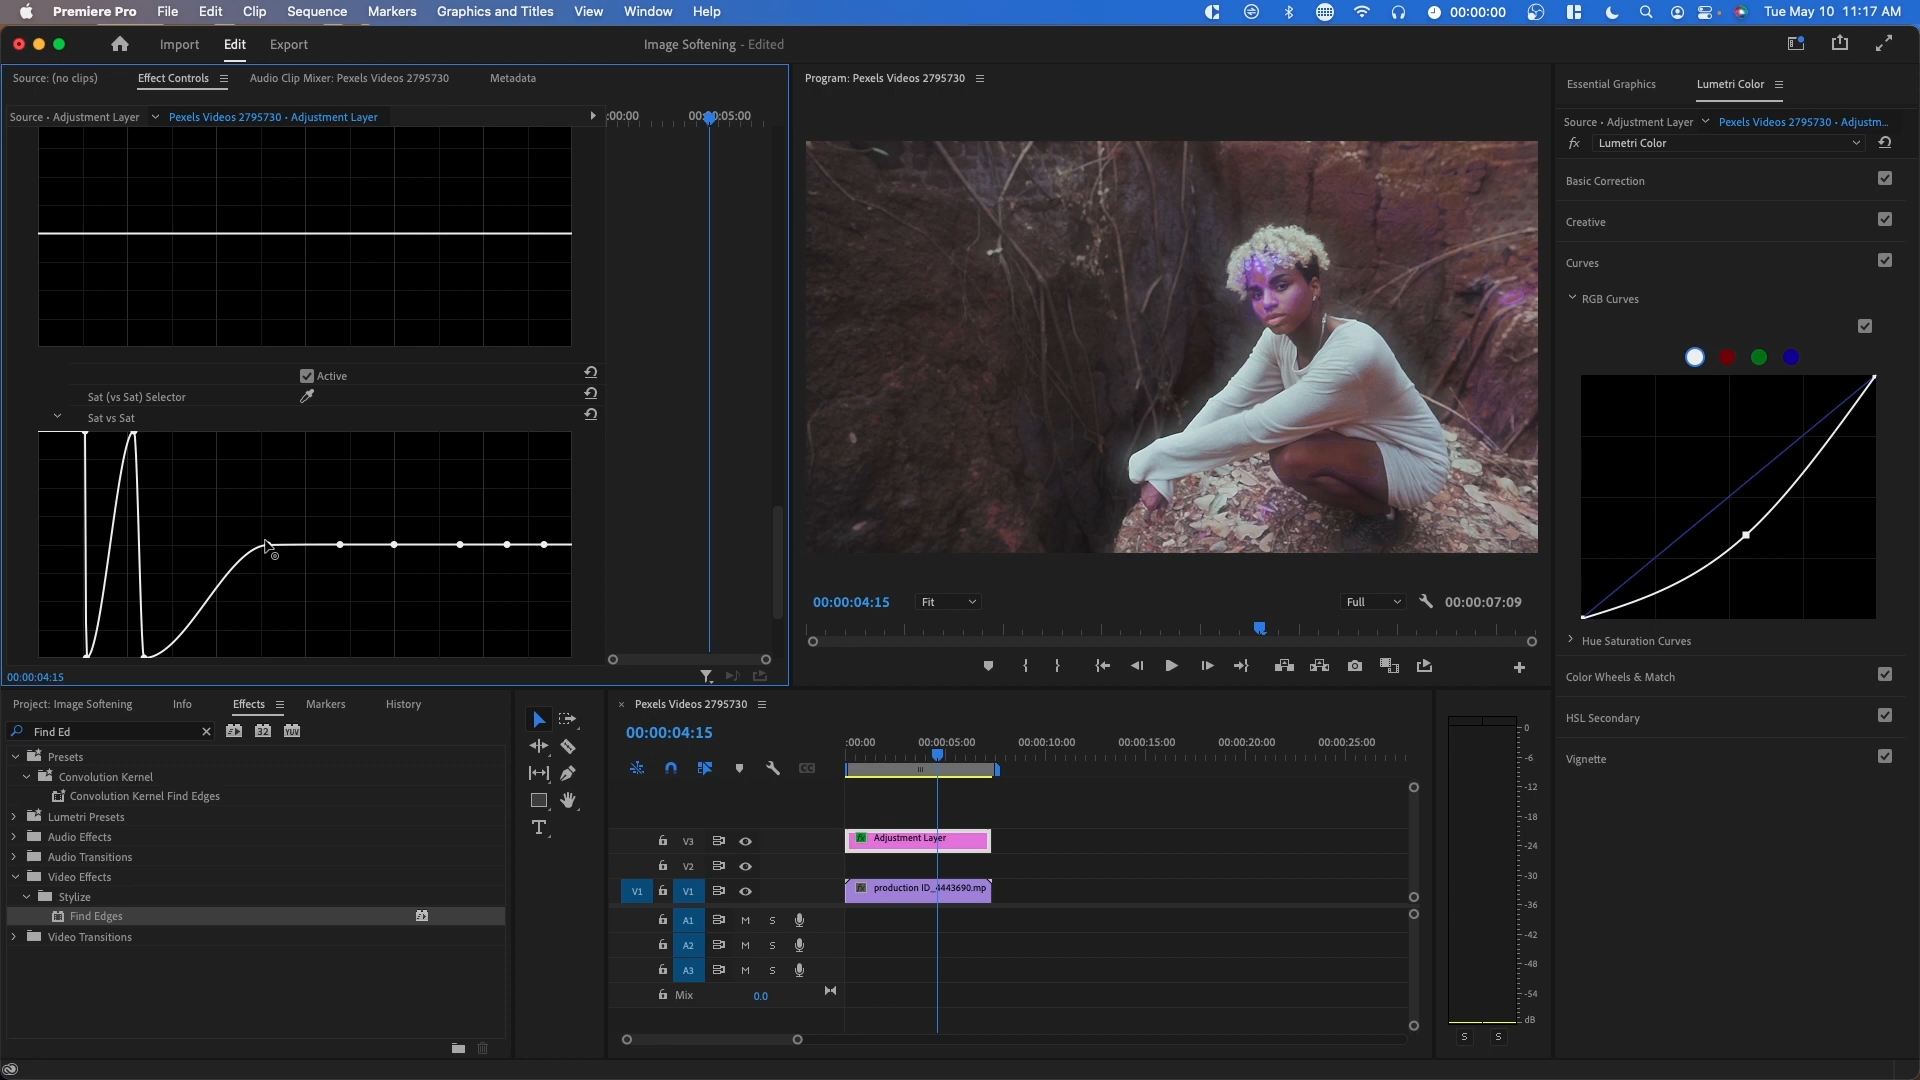 Premiere Pro File Edit Clip Sequence Markers Graphics and Titles View Window Help
00:00:00
Tue May 10 11:17 AM
Import Edit Export
Image Softening - Edited
Source: (no clips) Effect Controls Audio Clip Mixer: Pexels Videos 2795730 Metadata
Source • Adjustment Layer Pexels Videos 2795730 • Adjustment Layer
:00:00 00:00:05:00
Active
Sat (vs Sat) Selector
Sat vs Sat
00:00:04:15
Program: Pexels Videos 2795730
00:00:04:15 Fit Full 00:00:07:09
Essential Graphics Lumetri Color
Source • Adjustment Layer Pexels Videos 2795730 • Adjustm...
fx Lumetri Color
Basic Correction
Creative
Curves
RGB Curves
Hue Saturation Curves
Color Wheels & Match
HSL Secondary
Vignette
Project: Image Softening Info Effects Markers History
Find Ed
32 YUV
Presets
Convolution Kernel
Convolution Kernel Find Edges
Lumetri Presets
Audio Effects
Audio Transitions
Video Effects
Stylize
Find Edges
Video Transitions
T
× Pexels Videos 2795730
00:00:04:15
:00:00 00:00:05:00 00:00:10:00 00:00:15:00 00:00:20:00 00:00:25:00
CC
V3 fx Adjustment Layer
V2
V1 V1 fx production ID_4443690.mp
A1 M S
A2 M S
A3 M S
Mix 0.0
0
-6
-12
-18
-24
-30
-36
-42
-48
-54
dB
S S